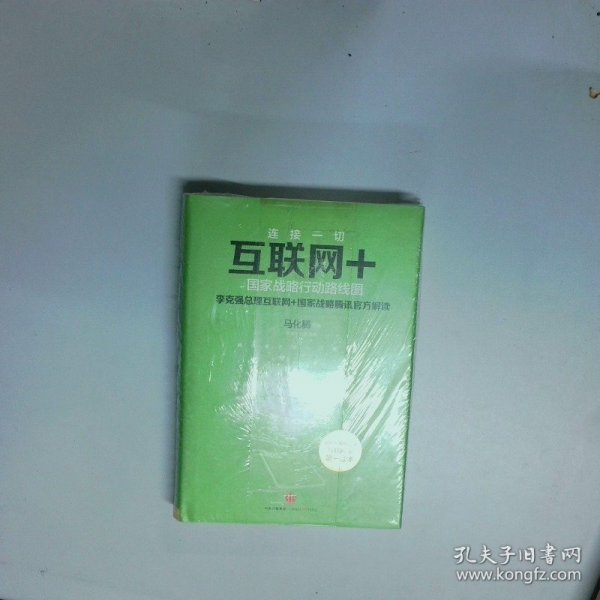 连接一切
互联网+
国家战略行动路线图
李克强总理互联网+国家战略腾讯官方解读
马化腾
孔夫子旧书网
www.kongfz.com